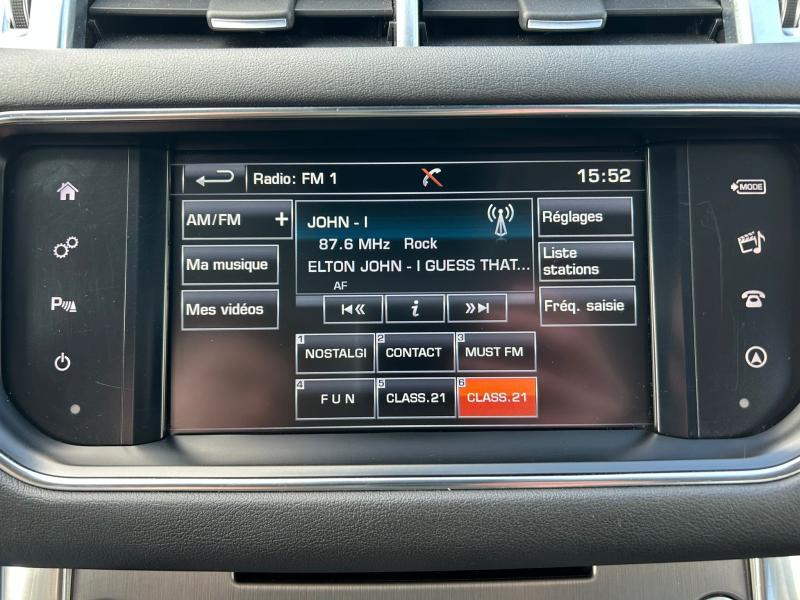 Radio: FM 1
15:52
AM/FM +
Ma musique
Mes vidéos
JOHN - I
87.6 MHz Rock
ELTON JOHN - I GUESS THAT...
AF
i
Réglages
Liste
stations
Fréq. saisie
1 NOSTALGI
2 CONTACT
3 MUST FM
4 F U N
5 CLASS.21
6 CLASS.21
P
MODE